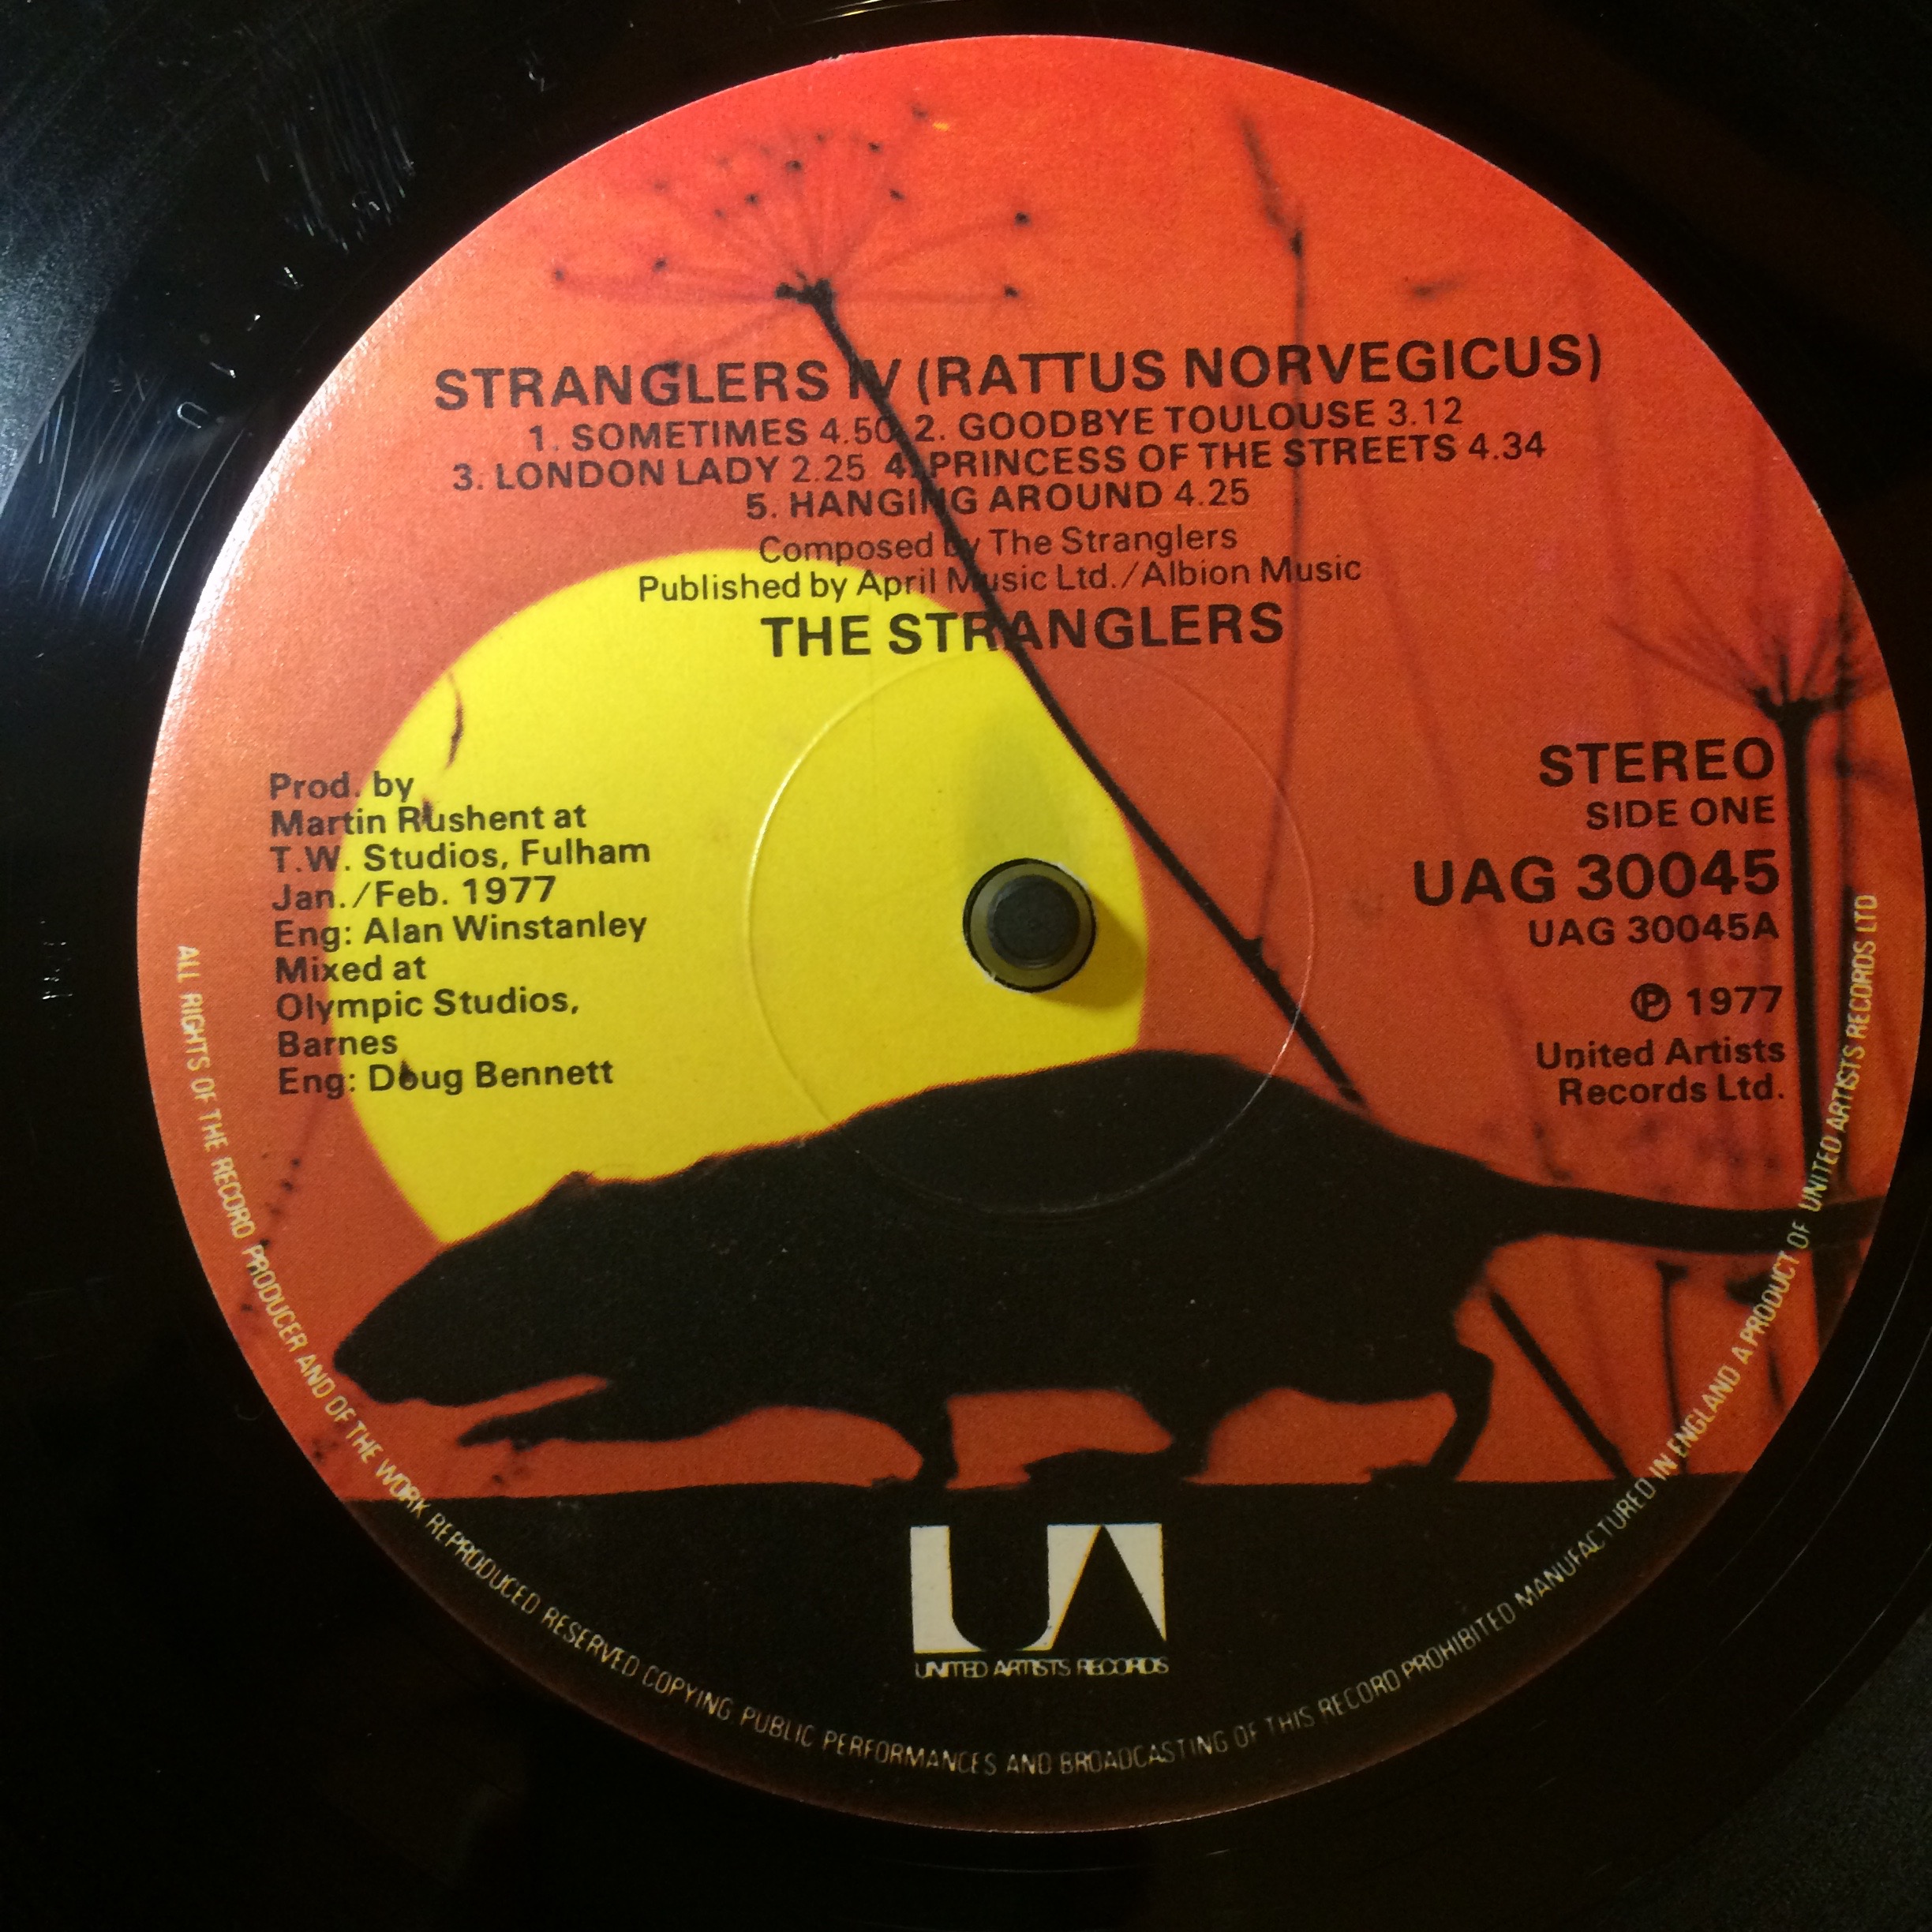 STRANGLERS IV (RATTUS NORVEGICUS)
1. SOMETIMES 4.50 2. GOODBYE TOULOUSE 3.12
3. LONDON LADY 2.25 4. PRINCESS OF THE STREETS 4.34
5. HANGING AROUND 4.25
Composed by The Stranglers
Published by April Music Ltd./Albion Music
THE STRANGLERS
Prod. by
Martin Rushent at
T.W. Studios, Fulham
Jan./Feb. 1977
Eng: Alan Winstanley
Mixed at
Olympic Studios,
Barnes
Eng: Doug Bennett
STEREO
SIDE ONE
UAG 30045
UAG 30045A
℗ 1977
United Artists
Records Ltd.
UA
UNITED ARTISTS RECORDS
ALL RIGHTS OF THE RECORD PRODUCER AND OF THE WORK REPRODUCED RESERVED COPYING PUBLIC PERFORMANCES AND BROADCASTING OF THIS RECORD PROHIBITED MANUFACTURED IN ENGLAND A PRODUCT OF UNITED ARTISTS RECORDS LTD